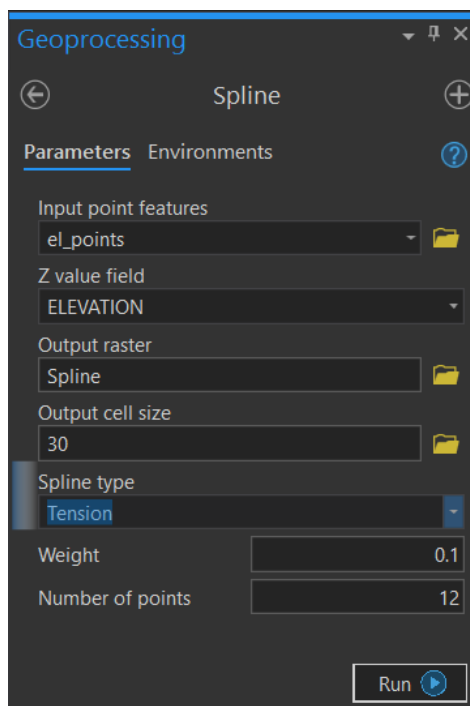 Geoprocessing
Spline
Parameters Environments
Input point features
el_points
Z value field
ELEVATION
Output raster
Spline
Output cell size
30
Spline type
Tension
Weight 0.1
Number of points 12
Run